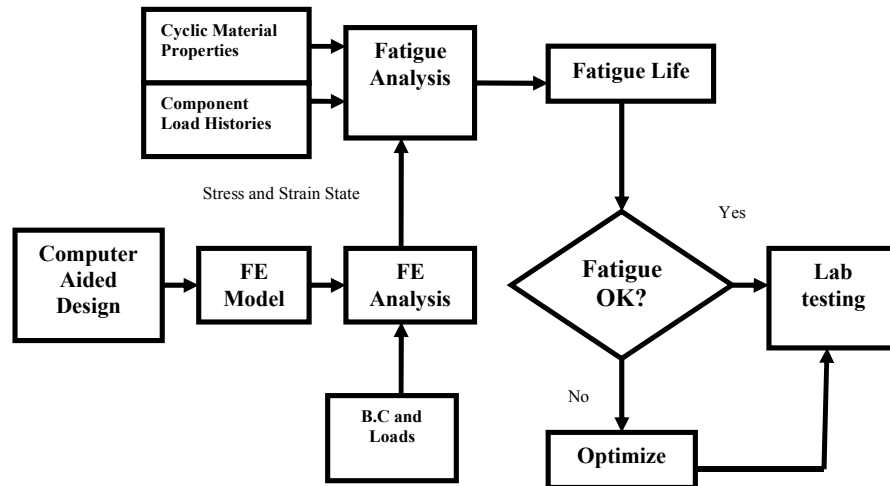 Cyclic Material
Properties
Component
Load Histories
Fatigue
Analysis
Fatigue Life
Stress and Strain State
Yes
Computer
Aided
Design
FE
Model
FE
Analysis
Fatigue
OK?
Lab
testing
B.C and
Loads
No
Optimize